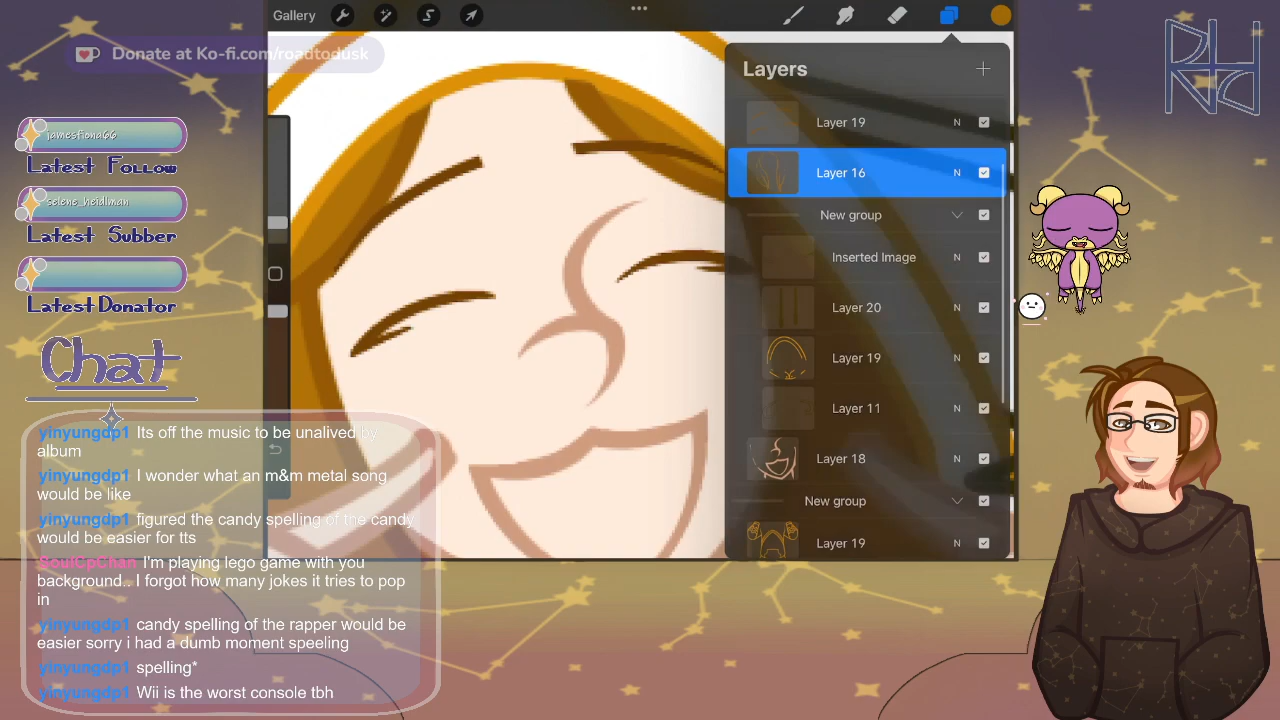 Gallery
Donate at Ko-fi.com/roadtodusk
jamesfiona66
Latest Follow
selene_heidlman
Latest Subber
Latest Donator
Chat
yinyungdp1 Its off the music to be unalived by
album
yinyungdp1 I wonder what an m&m metal song
would be like
yinyungdp1 figured the candy spelling of the candy
would be easier for tts
SoulCpChan I'm playing lego game with you
background.. I forgot how many jokes it tries to pop
in
yinyungdp1 candy spelling of the rapper would be
easier sorry i had a dumb moment speeling
yinyungdp1 spelling*
yinyungdp1 Wii is the worst console tbh
Layers
Layer 19 N
Layer 16 N
New group
Inserted Image N
Layer 20 N
Layer 19 N
Layer 11 N
Layer 18 N
New group
Layer 19 N